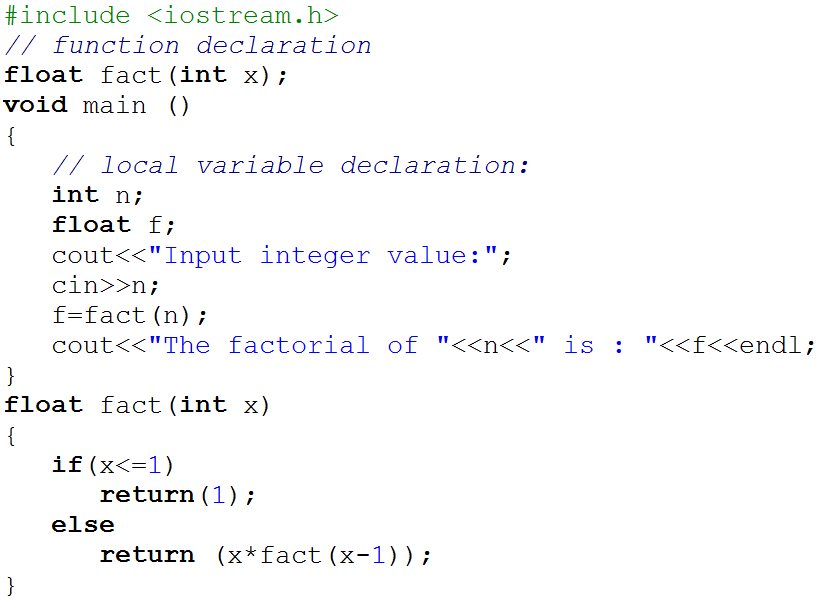 #include <iostream.h>
// function declaration
float fact(int x);
void main ()
{
   // local variable declaration:
   int n;
   float f;
   cout<<"Input integer value:";
   cin>>n;
   f=fact(n);
   cout<<"The factorial of "<<n<<" is : "<<f<<endl;
}
float fact(int x)
{
   if(x<=1)
      return(1);
   else
      return (x*fact(x-1));
}